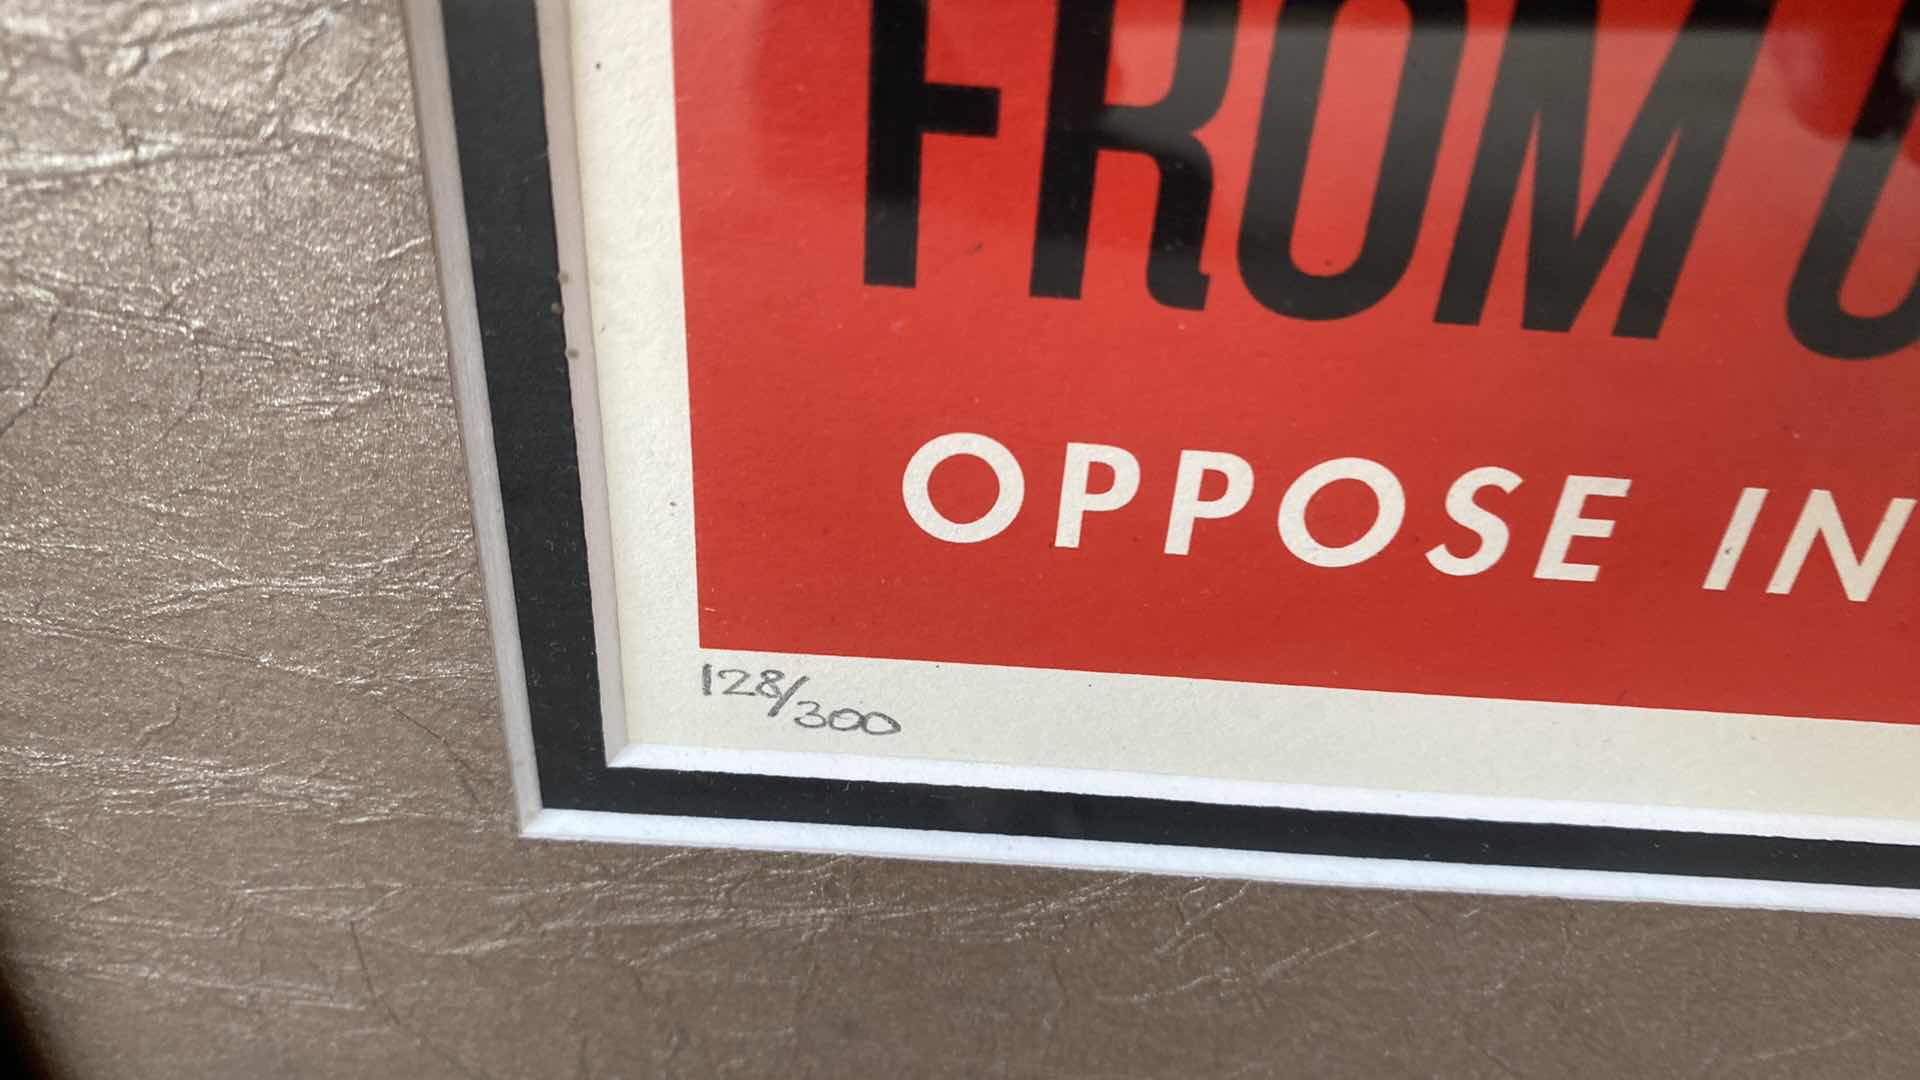 FROM
OPPOSE IN
128/300